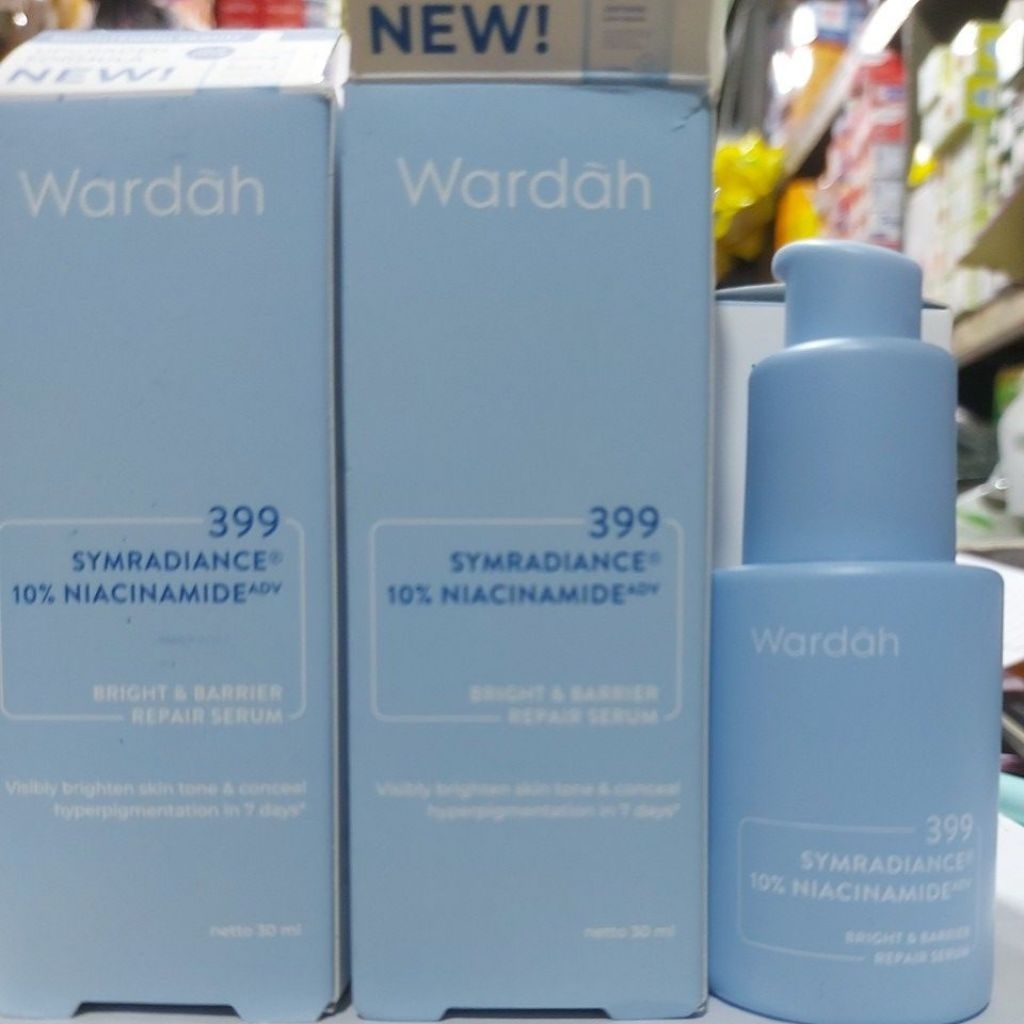 NEW!
Wardah
399
SYMRADIANCE®
10% NIACINAMIDEᴬᴰⱽ
BRIGHT & BARRIER
REPAIR SERUM
Visibly brighten skin tone & conceal
hyperpigmentation in 7 days*
netto 30 ml
NEW!
Wardah
399
SYMRADIANCE®
10% NIACINAMIDEᴬᴰⱽ
BRIGHT & BARRIER
REPAIR SERUM
Visibly brighten skin tone & conceal
hyperpigmentation in 7 days*
netto 30 ml
Wardah
399
SYMRADIANCE®
10% NIACINAMIDEᴬᴰⱽ
BRIGHT & BARRIER
REPAIR SERUM